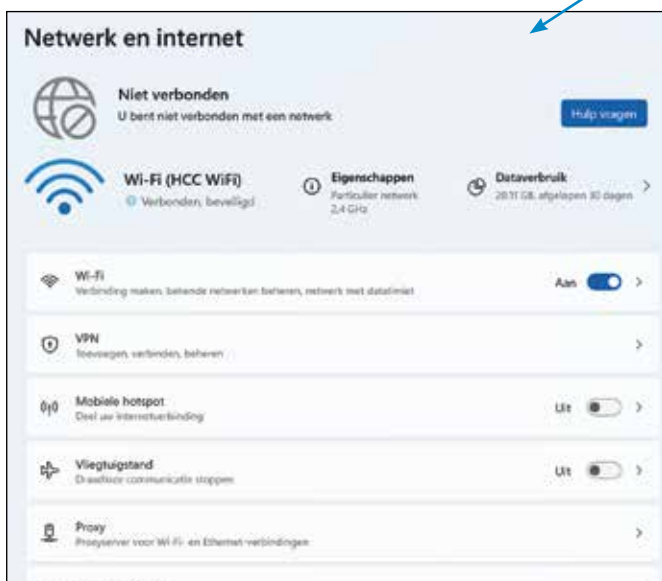 Netwerk en internet
Niet verbonden
U bent niet verbonden met een netwerk
Hulp vragen
Wi-Fi (HCC WiFi)
Verbonden, beveiligd
Eigenschappen
Particulier netwerk
2,4 GHz
Dataverbruik
GB, afgelopen 30 dagen
Wi-Fi
Verbinding maken, bekende netwerken beheren, netwerk met datalimiet
Aan
VPN
Toevoegen, verbinden, beheren
Mobiele hotspot
Deel uw internetverbinding
Uit
Vliegtuigstand
Draadloze communicatie stoppen
Uit
Proxy
Proxyserver voor Wi-Fi- en Ethernet-verbindingen